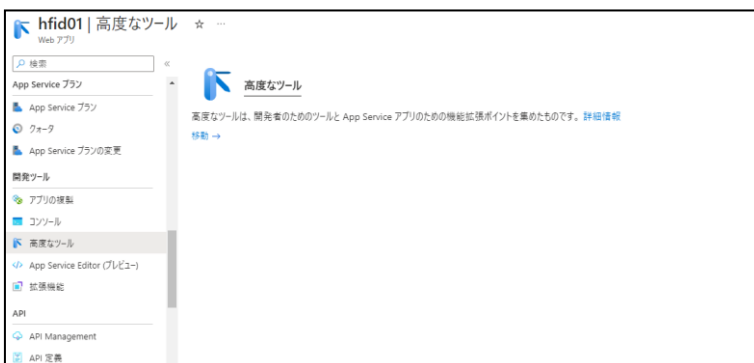 hfid01 | 高度なツール
Web アプリ
検索
App Service プラン
App Service プラン
クォータ
App Service プランの変更
開発ツール
アプリの複製
コンソール
高度なツール
App Service Editor (プレビュー)
拡張機能
API
API Management
API 定義
高度なツール
高度なツールは、開発者のためのツールと App Service アプリのための機能拡張ポイントを集めたものです。 詳細情報
移動 →